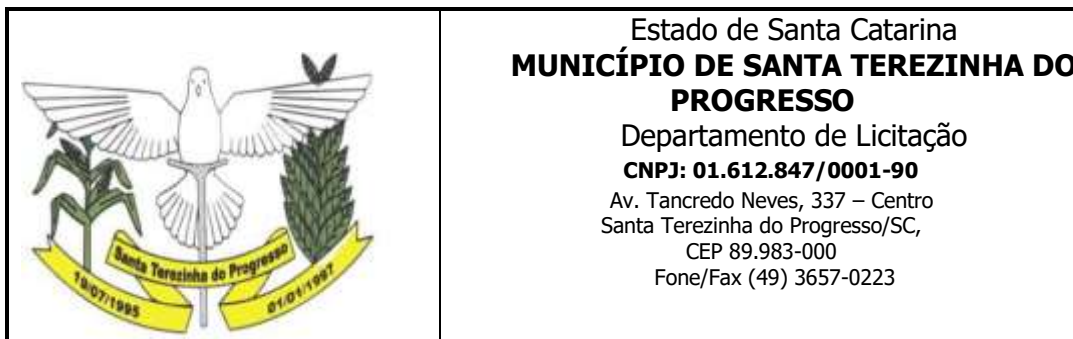 Santa Terezinha do Progresso
19/07/1995
01/01/1997
Estado de Santa Catarina
MUNICÍPIO DE SANTA TEREZINHA DO
PROGRESSO
Departamento de Licitação
CNPJ: 01.612.847/0001-90
Av. Tancredo Neves, 337 – Centro
Santa Terezinha do Progresso/SC,
CEP 89.983-000
Fone/Fax (49) 3657-0223